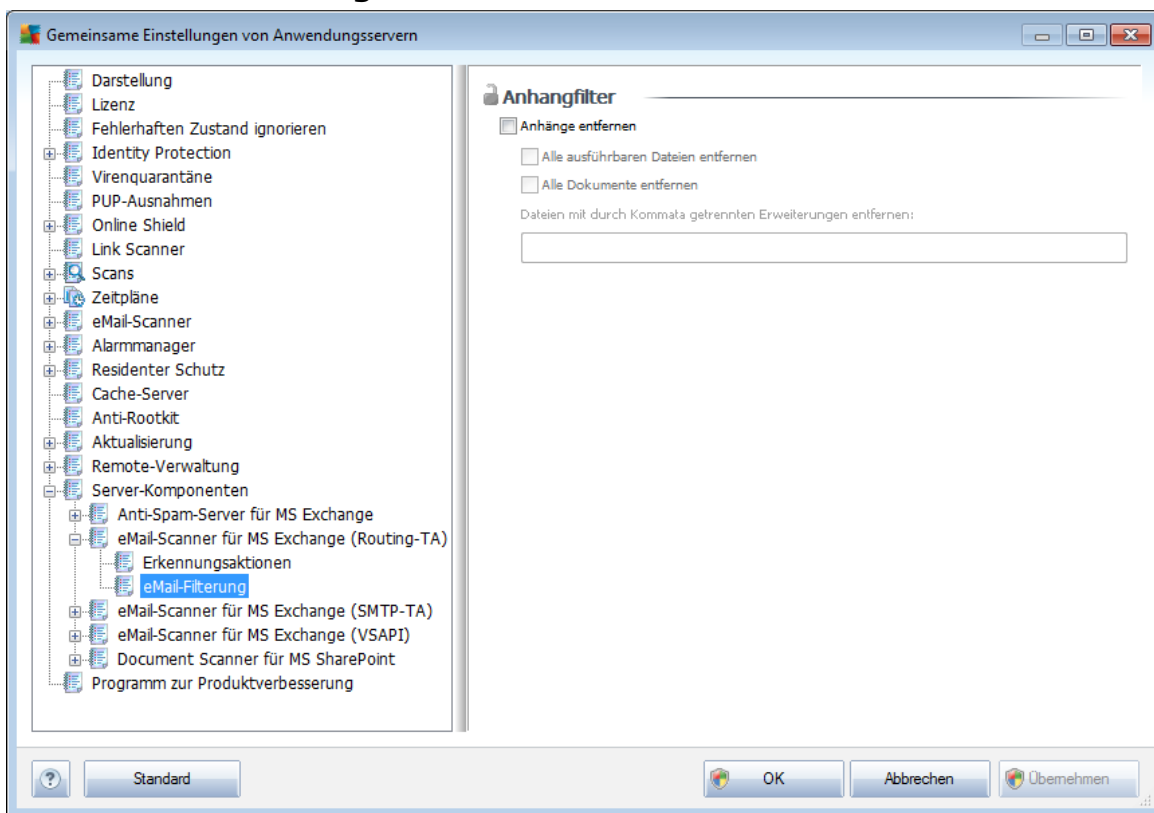 Gemeinsame Einstellungen von Anwendungsservern
Darstellung
Lizenz
Fehlerhaften Zustand ignorieren
Identity Protection
Virenquarantäne
PUP-Ausnahmen
Online Shield
Link Scanner
Scans
Zeitpläne
eMail-Scanner
Alarmmanager
Residenter Schutz
Cache-Server
Anti-Rootkit
Aktualisierung
Remote-Verwaltung
Server-Komponenten
Anti-Spam-Server für MS Exchange
eMail-Scanner für MS Exchange (Routing-TA)
Erkennungsaktionen
eMail-Filterung
eMail-Scanner für MS Exchange (SMTP-TA)
eMail-Scanner für MS Exchange (VSAPI)
Document Scanner für MS SharePoint
Programm zur Produktverbesserung
Anhangfilter
Anhänge entfernen
Alle ausführbaren Dateien entfernen
Alle Dokumente entfernen
Dateien mit durch Kommata getrennten Erweiterungen entfernen:
?
Standard
OK
Abbrechen
Übernehmen